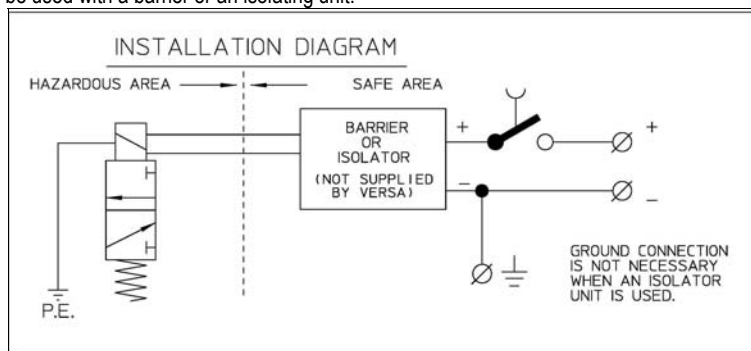 be used with a barrier or an isolating unit.
INSTALLATION DIAGRAM
HAZARDOUS AREA
SAFE AREA
BARRIER
OR
ISOLATOR
(NOT SUPPLIED
BY VERSA)
+
-
+
-
GROUND CONNECTION
IS NOT NECESSARY
WHEN AN ISOLATOR
UNIT IS USED.
P.E.